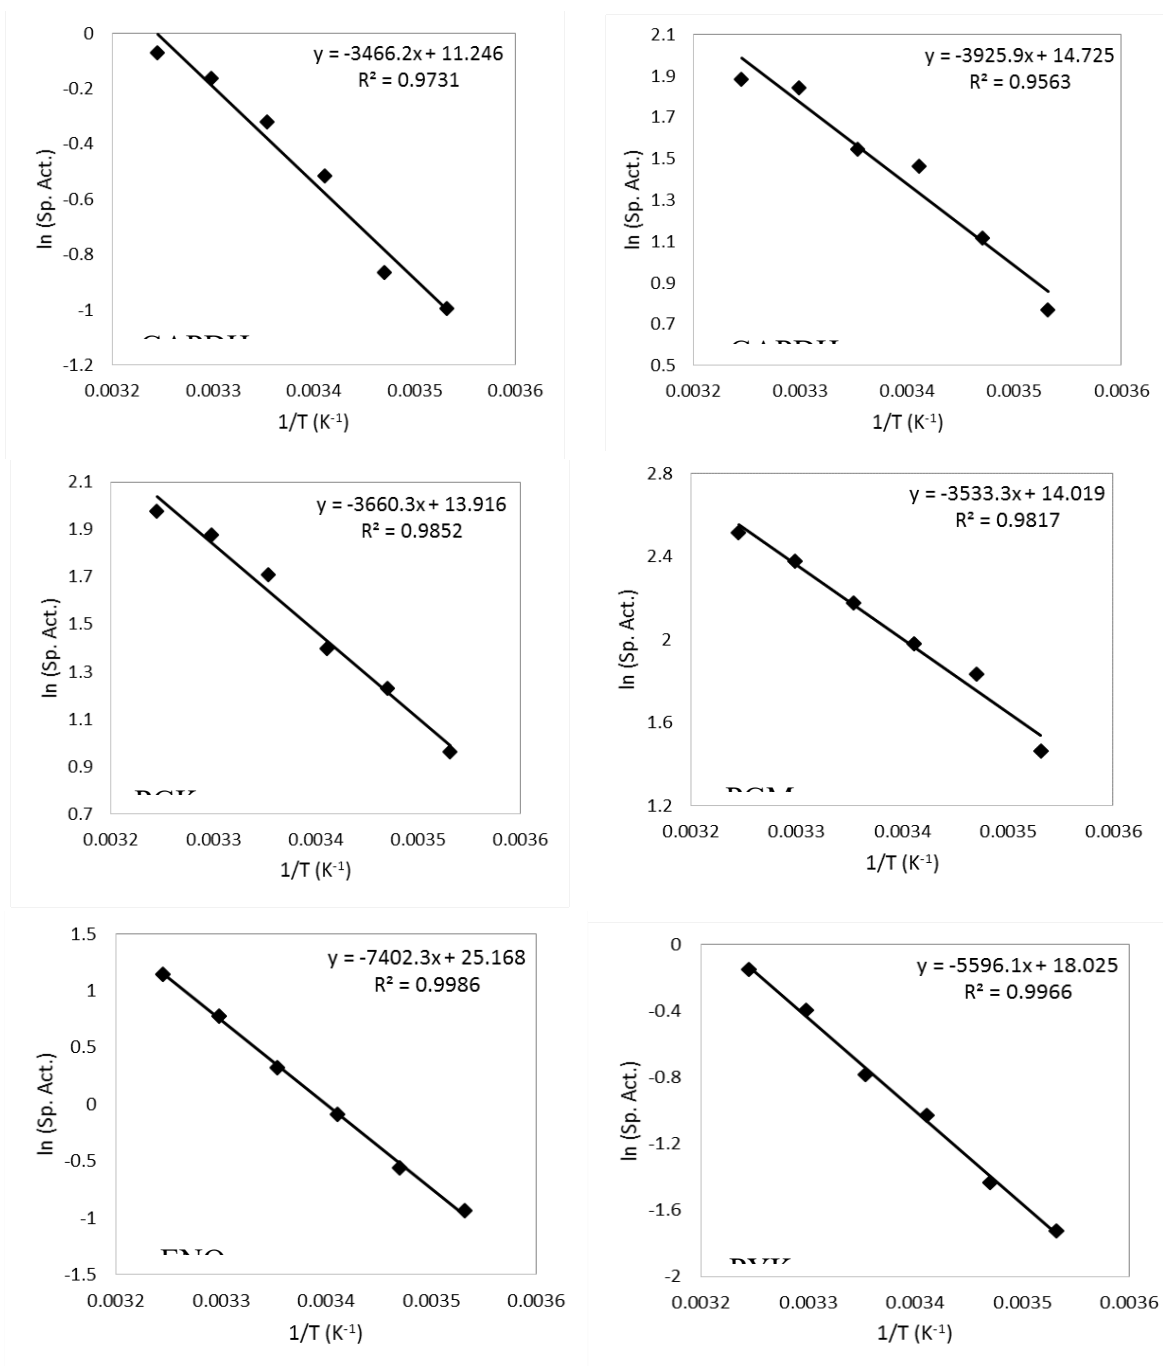 y = -3466.2x + 11.246
R² = 0.9731
0
-0.2
-0.4
-0.6
-0.8
-1
-1.2
ln (Sp. Act.)
GAPDH
0.0032 0.0033 0.0034 0.0035 0.0036
1/T (K⁻¹)
y = -3925.9x + 14.725
R² = 0.9563
2.1
1.9
1.7
1.5
1.3
1.1
0.9
0.7
0.5
ln (Sp. Act.)
GAPDH
0.0032 0.0033 0.0034 0.0035 0.0036
1/T (K⁻¹)
y = -3660.3x + 13.916
R² = 0.9852
2.1
1.9
1.7
1.5
1.3
1.1
0.9
0.7
ln (Sp. Act.)
PGK
0.0032 0.0033 0.0034 0.0035 0.0036
1/T (K⁻¹)
y = -3533.3x + 14.019
R² = 0.9817
2.8
2.4
2
1.6
1.2
ln (Sp. Act.)
PGM
0.0032 0.0033 0.0034 0.0035 0.0036
1/T (K⁻¹)
y = -7402.3x + 25.168
R² = 0.9986
1.5
1
0.5
0
-0.5
-1
-1.5
ln (Sp. Act.)
ENO
0.0032 0.0033 0.0034 0.0035 0.0036
1/T (K⁻¹)
y = -5596.1x + 18.025
R² = 0.9966
0
-0.4
-0.8
-1.2
-1.6
-2
ln (Sp. Act.)
PYK
0.0032 0.0033 0.0034 0.0035 0.0036
1/T (K⁻¹)